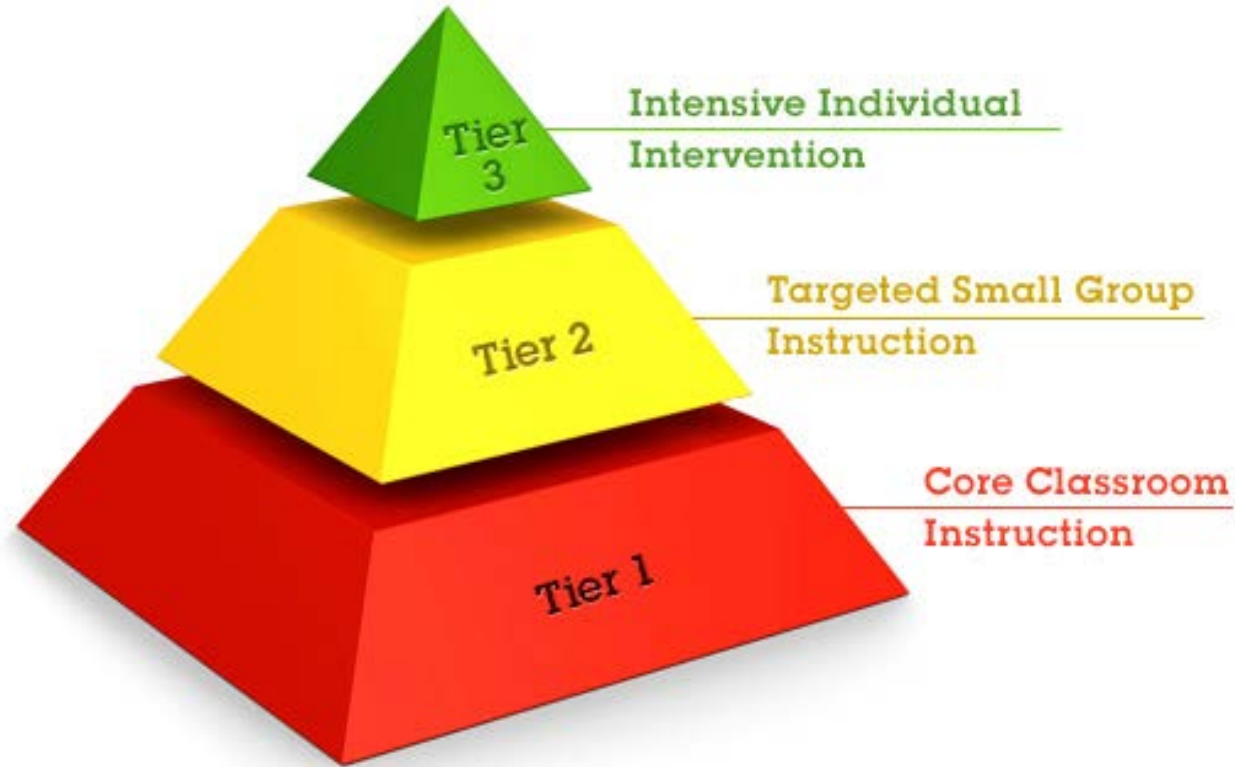 Tier
3
Intensive Individual
Intervention
Tier 2
Targeted Small Group
Instruction
Tier 1
Core Classroom
Instruction